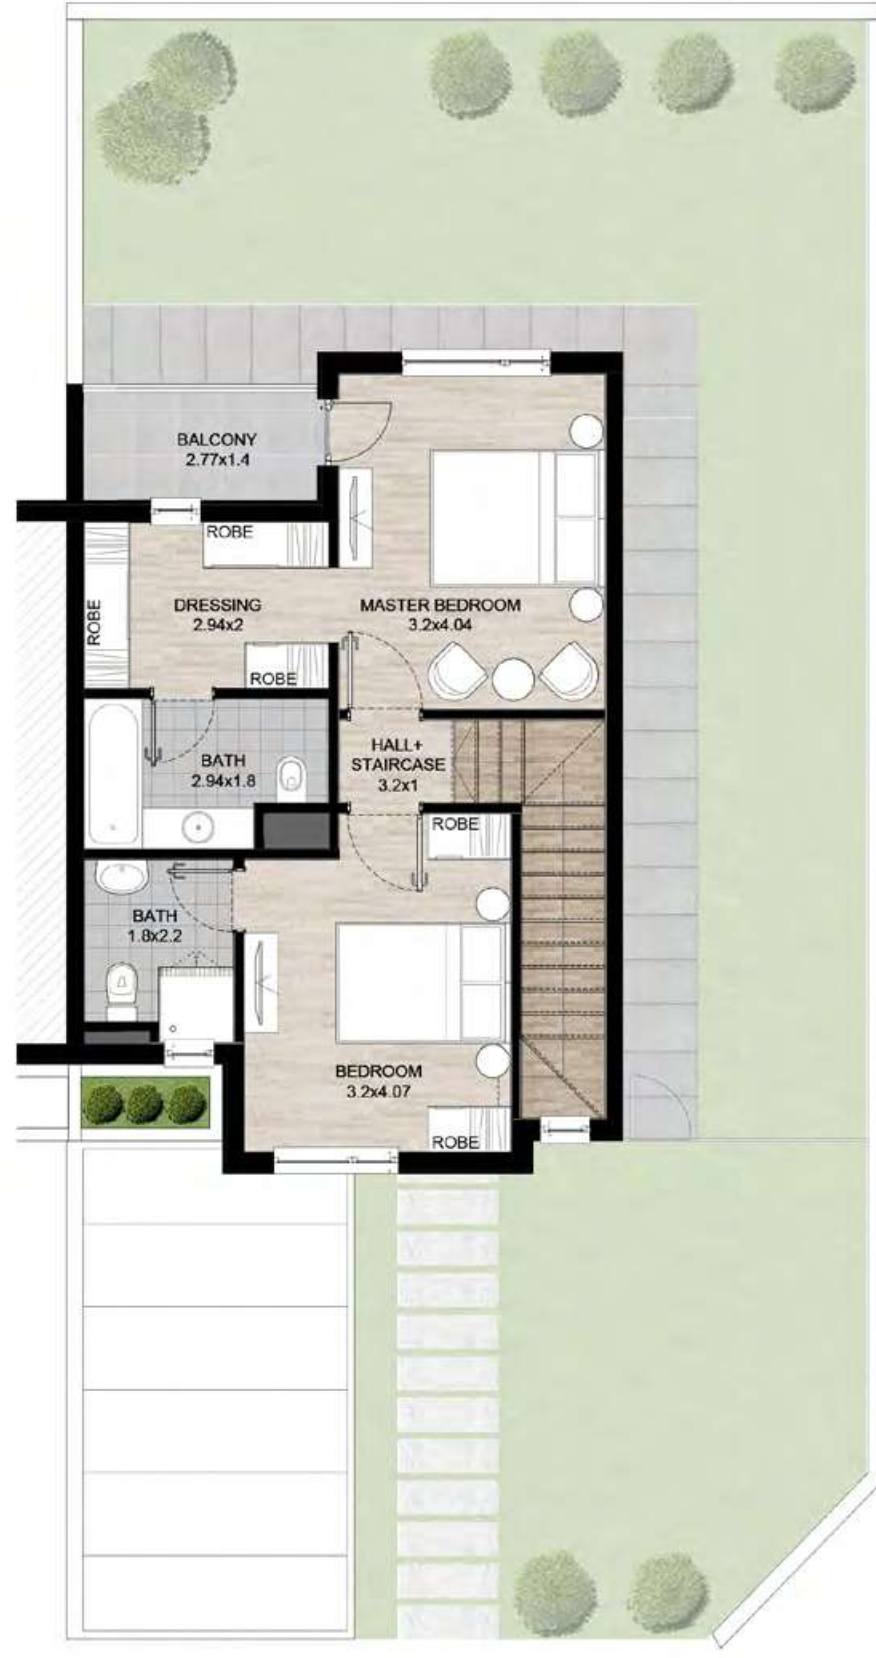 BALCONY
2.77x1.4
ROBE
ROBE
DRESSING
2.94x2
MASTER BEDROOM
3.2x4.04
ROBE
BATH
2.94x1.8
HALL+
STAIRCASE
3.2x1
ROBE
BATH
1.8x2.2
BEDROOM
3.2x4.07
ROBE